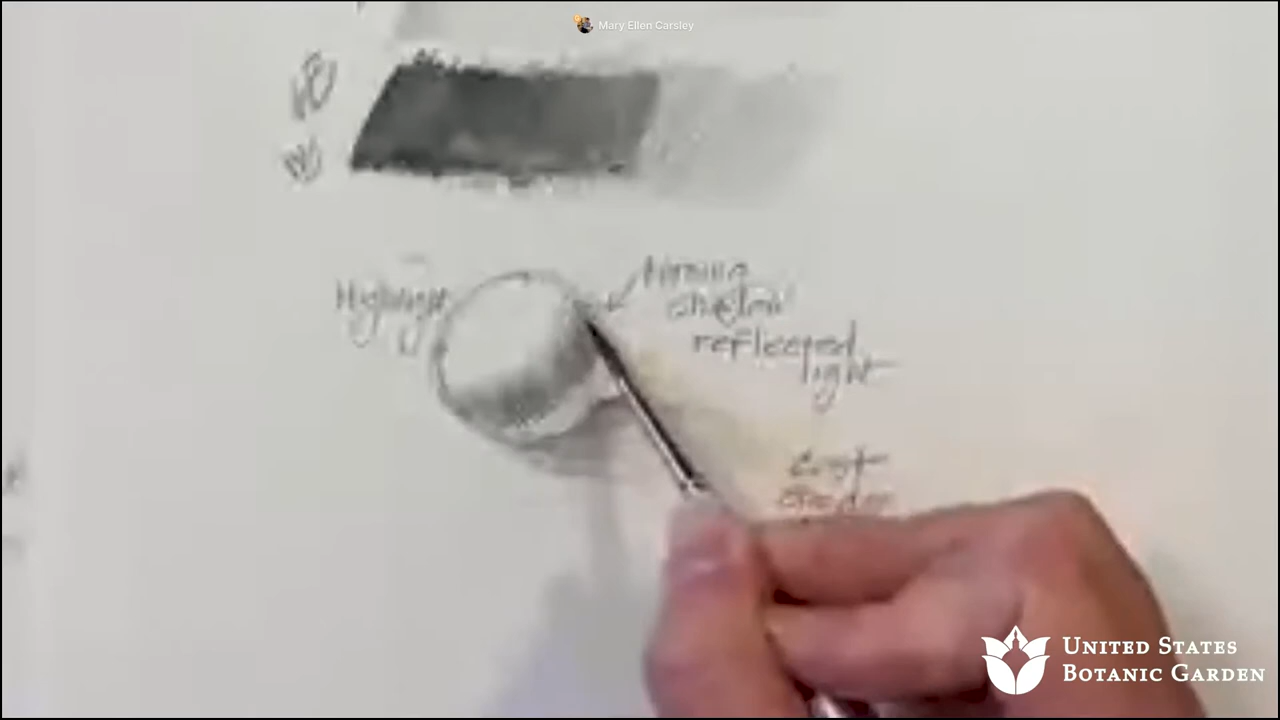 Mary Ellen Carsley
Highlight
turning
shadow
reflected
light
cast
shadow
UNITED STATES
BOTANIC GARDEN